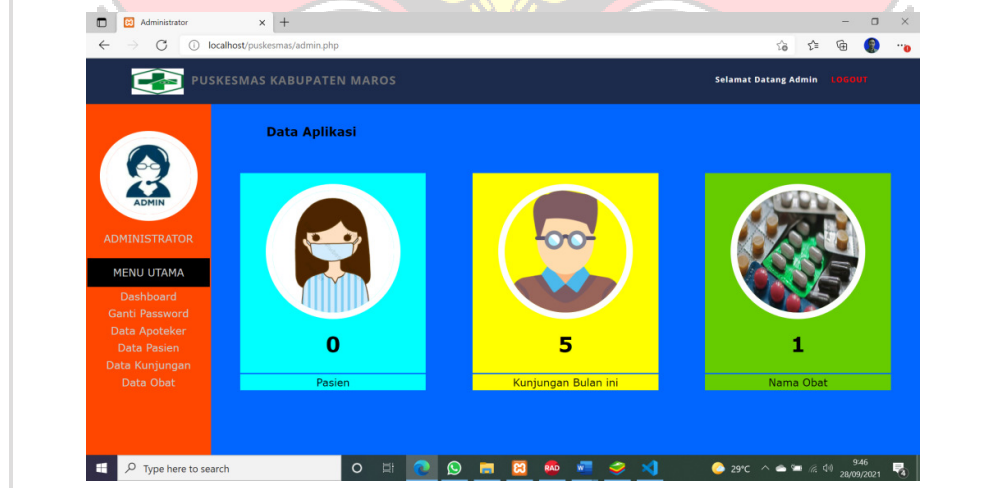 Administrator
localhost/puskesmas/admin.php
PUSKESMAS KABUPATEN MAROS
Selamat Datang Admin LOGOUT
Data Aplikasi
ADMIN
ADMINISTRATOR
MENU UTAMA
Dashboard
Ganti Password
Data Apoteker
Data Pasien
Data Kunjungan
Data Obat
0
Pasien
5
Kunjungan Bulan ini
1
Nama Obat
Type here to search
RAD
29°C
9:46
28/09/2021